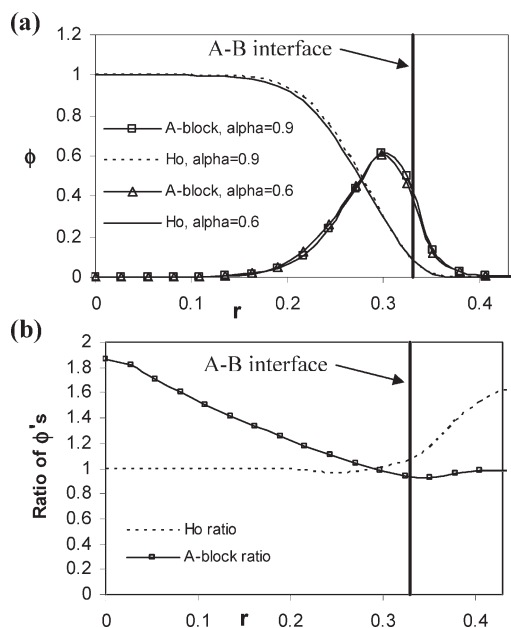 (a)
1.2
1
0.8
0.6
0.4
0.2
0
ϕ
A-B interface
A-block, alpha=0.9
Ho, alpha=0.9
A-block, alpha=0.6
Ho, alpha=0.6
0 0.1 0.2 0.3 0.4
r
(b)
2
1.8
1.6
1.4
1.2
1
0.8
0.6
0.4
0.2
0
Ratio of ϕ's
A-B interface
Ho ratio
A-block ratio
0 0.1 0.2 0.3 0.4
r